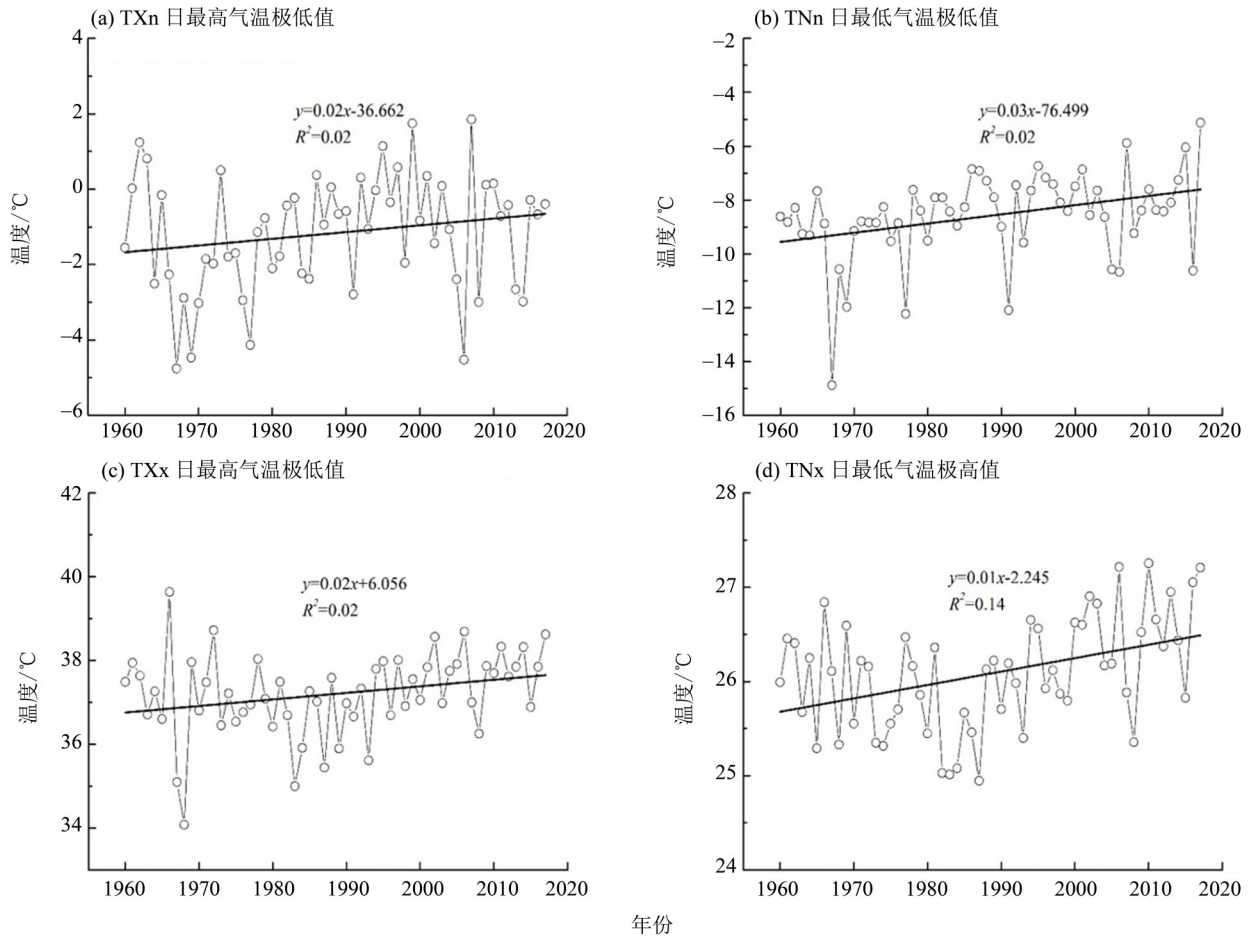 (a) TXn 日最高气温极低值
4
2
0
−2
−4
−6
温度/℃
y=0.02x-36.662
R²=0.02
1960 1970 1980 1990 2000 2010 2020
(b) TNn 日最低气温极低值
−2
−4
−6
−8
−10
−12
−14
−16
温度/℃
y=0.03x-76.499
R²=0.02
1960 1970 1980 1990 2000 2010 2020
(c) TXx 日最高气温极低值
42
40
38
36
34
温度/℃
y=0.02x+6.056
R²=0.02
1960 1970 1980 1990 2000 2010 2020
(d) TNx 日最低气温极高值
28
27
26
25
24
温度/℃
y=0.01x-2.245
R²=0.14
1960 1970 1980 1990 2000 2010 2020
年份